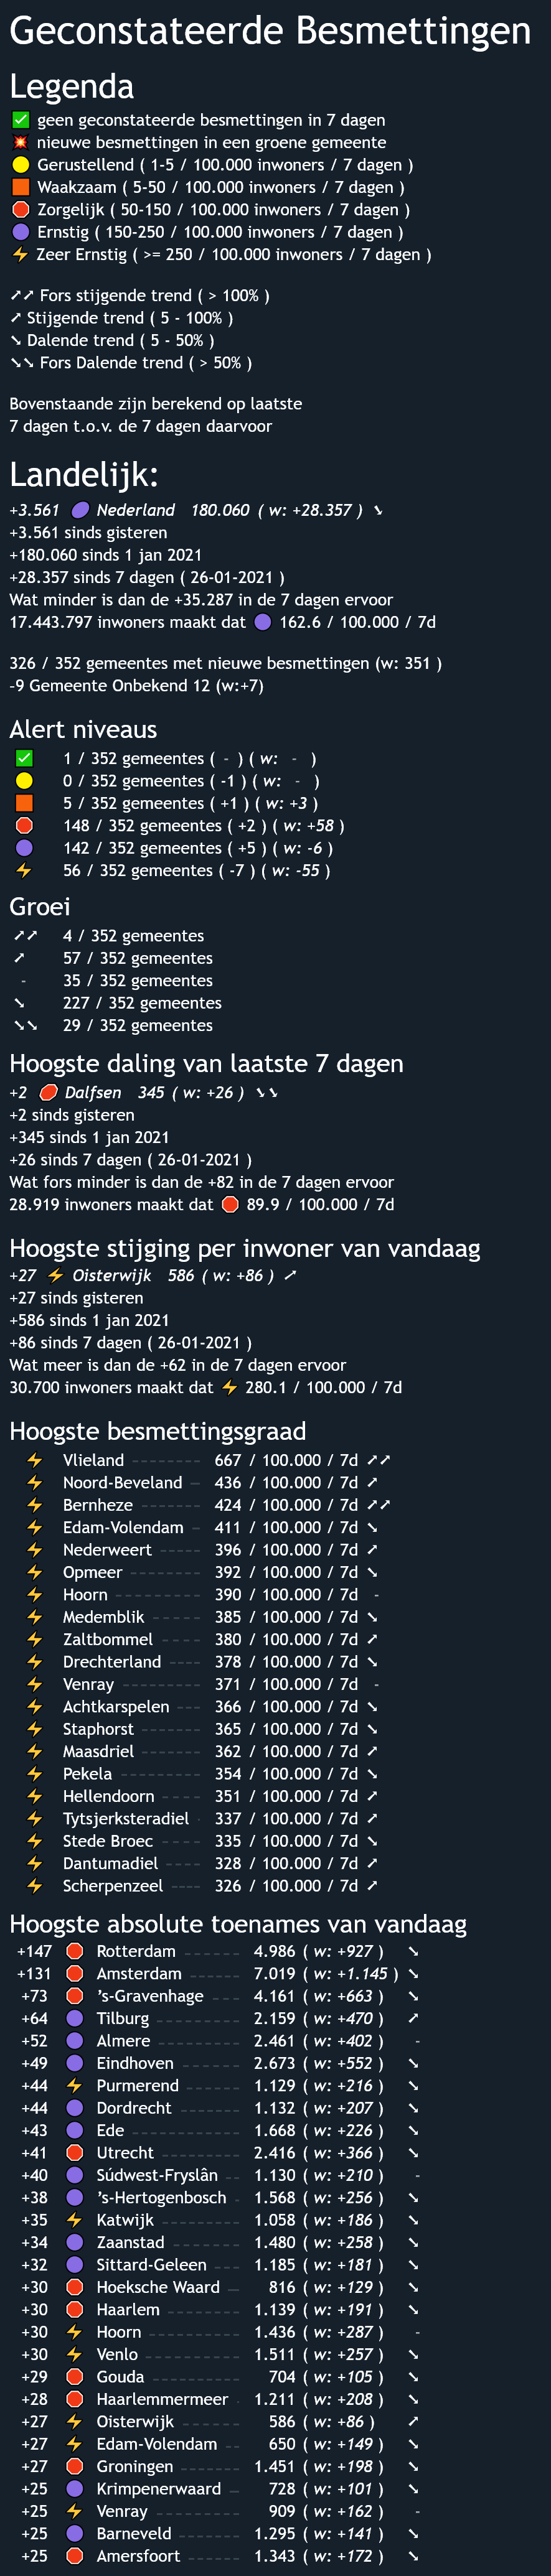 Geconstateerde Besmettingen
Legenda
geen geconstateerde besmettingen in 7 dagen
nieuwe besmettingen in een groene gemeente
Gerustellend ( 1-5 / 100.000 inwoners / 7 dagen )
Waakzaam ( 5-50 / 100.000 inwoners / 7 dagen )
Zorgelijk ( 50-150 / 100.000 inwoners / 7 dagen )
Ernstig ( 150-250 / 100.000 inwoners / 7 dagen )
Zeer Ernstig ( >= 250 / 100.000 inwoners / 7 dagen )
➚➚ Fors stijgende trend ( > 100% )
➚ Stijgende trend ( 5 - 100% )
➘ Dalende trend ( 5 - 50% )
➘➘ Fors Dalende trend ( > 50% )
Bovenstaande zijn berekend op laatste
7 dagen t.o.v. de 7 dagen daarvoor
Landelijk:
+3.561 Nederland 180.060 ( w: +28.357 ) ➘
+3.561 sinds gisteren
+180.060 sinds 1 jan 2021
+28.357 sinds 7 dagen ( 26-01-2021 )
Wat minder is dan de +35.287 in de 7 dagen ervoor
17.443.797 inwoners maakt dat 162.6 / 100.000 / 7d
326 / 352 gemeentes met nieuwe besmettingen (w: 351 )
-9 Gemeente Onbekend 12 (w:+7)
Alert niveaus
1 / 352 gemeentes ( - ) ( w: - )
0 / 352 gemeentes ( -1 ) ( w: - )
5 / 352 gemeentes ( +1 ) ( w: +3 )
148 / 352 gemeentes ( +2 ) ( w: +58 )
142 / 352 gemeentes ( +5 ) ( w: -6 )
56 / 352 gemeentes ( -7 ) ( w: -55 )
Groei
➚➚ 4 / 352 gemeentes
➚ 57 / 352 gemeentes
- 35 / 352 gemeentes
➘ 227 / 352 gemeentes
➘➘ 29 / 352 gemeentes
Hoogste daling van laatste 7 dagen
+2 Dalfsen 345 ( w: +26 ) ➘➘
+2 sinds gisteren
+345 sinds 1 jan 2021
+26 sinds 7 dagen ( 26-01-2021 )
Wat fors minder is dan de +82 in de 7 dagen ervoor
28.919 inwoners maakt dat 89.9 / 100.000 / 7d
Hoogste stijging per inwoner van vandaag
+27 Oisterwijk 586 ( w: +86 ) ➚
+27 sinds gisteren
+586 sinds 1 jan 2021
+86 sinds 7 dagen ( 26-01-2021 )
Wat meer is dan de +62 in de 7 dagen ervoor
30.700 inwoners maakt dat 280.1 / 100.000 / 7d
Hoogste besmettingsgraad
Vlieland --------- 667 / 100.000 / 7d ➚➚
Noord-Beveland -- 436 / 100.000 / 7d ➚
Bernheze -------- 424 / 100.000 / 7d ➚➚
Edam-Volendam -- 411 / 100.000 / 7d ➘
Nederweert ----- 396 / 100.000 / 7d ➚
Opmeer -------- 392 / 100.000 / 7d ➘
Hoorn ---------- 390 / 100.000 / 7d -
Medemblik ------ 385 / 100.000 / 7d ➘
Zaltbommel ---- 380 / 100.000 / 7d ➚
Drechterland ---- 378 / 100.000 / 7d ➘
Venray --------- 371 / 100.000 / 7d -
Achtkarspelen --- 366 / 100.000 / 7d ➘
Staphorst ------- 365 / 100.000 / 7d ➘
Maasdriel ------- 362 / 100.000 / 7d ➚
Pekela --------- 354 / 100.000 / 7d ➘
Hellendoorn ---- 351 / 100.000 / 7d ➚
Tytsjerksteradiel - 337 / 100.000 / 7d ➚
Stede Broec ----- 335 / 100.000 / 7d ➘
Dantumadiel ---- 328 / 100.000 / 7d ➚
Scherpenzeel ---- 326 / 100.000 / 7d ➚
Hoogste absolute toenames van vandaag
+147 Rotterdam ------ 4.986 ( w: +927 ) ➘
+131 Amsterdam ------ 7.019 ( w: +1.145 ) ➘
+73 's-Gravenhage ---- 4.161 ( w: +663 ) ➘
+64 Tilburg --------- 2.159 ( w: +470 ) ➚
+52 Almere --------- 2.461 ( w: +402 ) -
+49 Eindhoven ------ 2.673 ( w: +552 ) ➘
+44 Purmerend ------ 1.129 ( w: +216 ) ➘
+44 Dordrecht ------- 1.132 ( w: +207 ) ➘
+43 Ede ------------ 1.668 ( w: +226 ) ➘
+41 Utrecht --------- 2.416 ( w: +366 ) ➘
+40 Súdwest-Fryslân -- 1.130 ( w: +210 ) -
+38 's-Hertogenbosch - 1.568 ( w: +256 ) ➘
+35 Katwijk --------- 1.058 ( w: +186 ) ➘
+34 Zaanstad ------- 1.480 ( w: +258 ) ➘
+32 Sittard-Geleen --- 1.185 ( w: +181 ) ➘
+30 Hoeksche Waard -- 816 ( w: +129 ) ➘
+30 Haarlem -------- 1.139 ( w: +191 ) ➘
+30 Hoorn ---------- 1.436 ( w: +287 ) -
+30 Venlo ---------- 1.511 ( w: +257 ) ➘
+29 Gouda ---------- 704 ( w: +105 ) ➘
+28 Haarlemmermeer - 1.211 ( w: +208 ) ➘
+27 Oisterwijk ------- 586 ( w: +86 ) ➚
+27 Edam-Volendam -- 650 ( w: +149 ) ➘
+27 Groningen ------ 1.451 ( w: +198 ) ➘
+25 Krimpenerwaard -- 728 ( w: +101 ) ➘
+25 Venray --------- 909 ( w: +162 ) -
+25 Barneveld ------- 1.295 ( w: +141 ) ➘
+25 Amersfoort ------ 1.343 ( w: +172 ) ➘